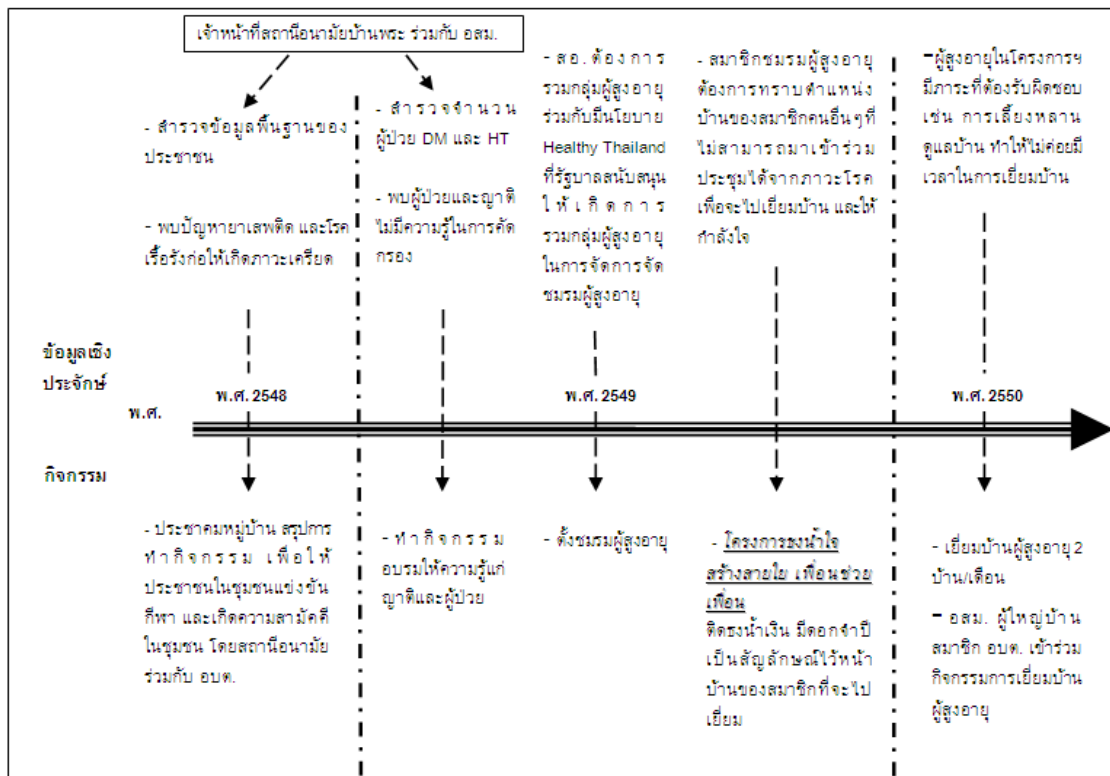 เจ้าหน้าที่สถานีอนามัยบ้านพระ ร่วมกับ อสม.
- สำรวจข้อมูลพื้นฐานของ
ประชาชน
- พบปัญหายาเสพติด และโรค
เรื้อรังก่อให้เกิดภาวะเครียด
- สำรวจจำนวน
ผู้ป่วย DM และ HT
- พบผู้ป่วยและญาติ
ไม่มีความรู้ในการคัด
กรอง
- สอ. ต้องการ
รวมกลุ่มผู้สูงอายุ
ร่วมกับมีนโยบาย
Healthy Thailand
ที่รัฐบาลสนับสนุน
ให้เกิดการ
รวมกลุ่มผู้สูงอายุ
ในการจัดการจัด
ชมรมผู้สูงอายุ
- สมาชิกชมรมผู้สูงอายุ
ต้องการทราบตำแหน่ง
บ้านของสมาชิกคนอื่นๆที่
ไม่สามารถมาเข้าร่วม
ประชุมได้จากภาวะโรค
เพื่อจะไปเยี่ยมบ้าน และให้
กำลังใจ
-ผู้สูงอายุในโครงการฯ
มีภาระที่ต้องรับผิดชอบ
เช่น การเลี้ยงหลาน
ดูแลบ้าน ทำให้ไม่ค่อยมี
เวลาในการเยี่ยมบ้าน
ข้อมูลเชิง
ประจักษ์
พ.ศ.
พ.ศ. 2548
พ.ศ. 2549
พ.ศ. 2550
กิจกรรม
- ประชาคมหมู่บ้าน สรุปการ
ทำกิจกรรม เพื่อให้
ประชาชนในชุมชนแข่งขัน
กีฬา และเกิดความสามัคคี
ในชุมชน โดยสถานีอนามัย
ร่วมกับ อบต.
- ทำกิจกรรม
อบรมให้ความรู้แก่
ญาติและผู้ป่วย
- ตั้งชมรมผู้สูงอายุ
- โครงการธงน้ำใจ
สร้างสายใย เพื่อนช่วย
เพื่อน
ติดธงน้ำเงิน มีดอกจำปี
เป็นสัญลักษณ์ไว้หน้า
บ้านของสมาชิกที่จะไป
เยี่ยม
- เยี่ยมบ้านผู้สูงอายุ 2
บ้าน/เดือน
- อสม. ผู้ใหญ่บ้าน
สมาชิก อบต. เข้าร่วม
กิจกรรมการเยี่ยมบ้าน
ผู้สูงอายุ